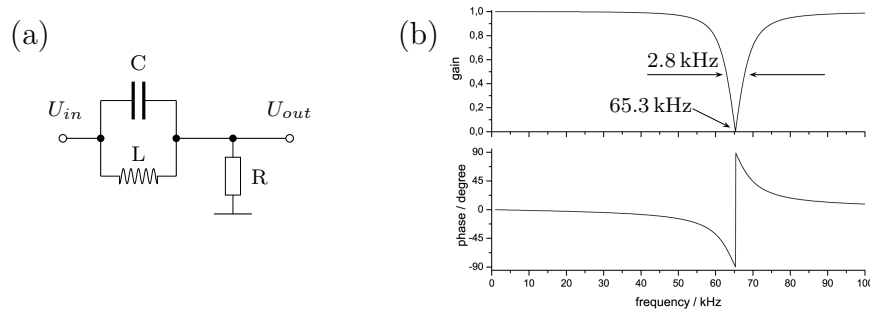 (a)
C
U_in
U_out
L
R
(b)
1,0
0,8
0,6
0,4
0,2
0,0
gain
2.8 kHz
65.3 kHz
90
45
0
-45
-90
phase / degree
0 10 20 30 40 50 60 70 80 90 100
frequency / kHz